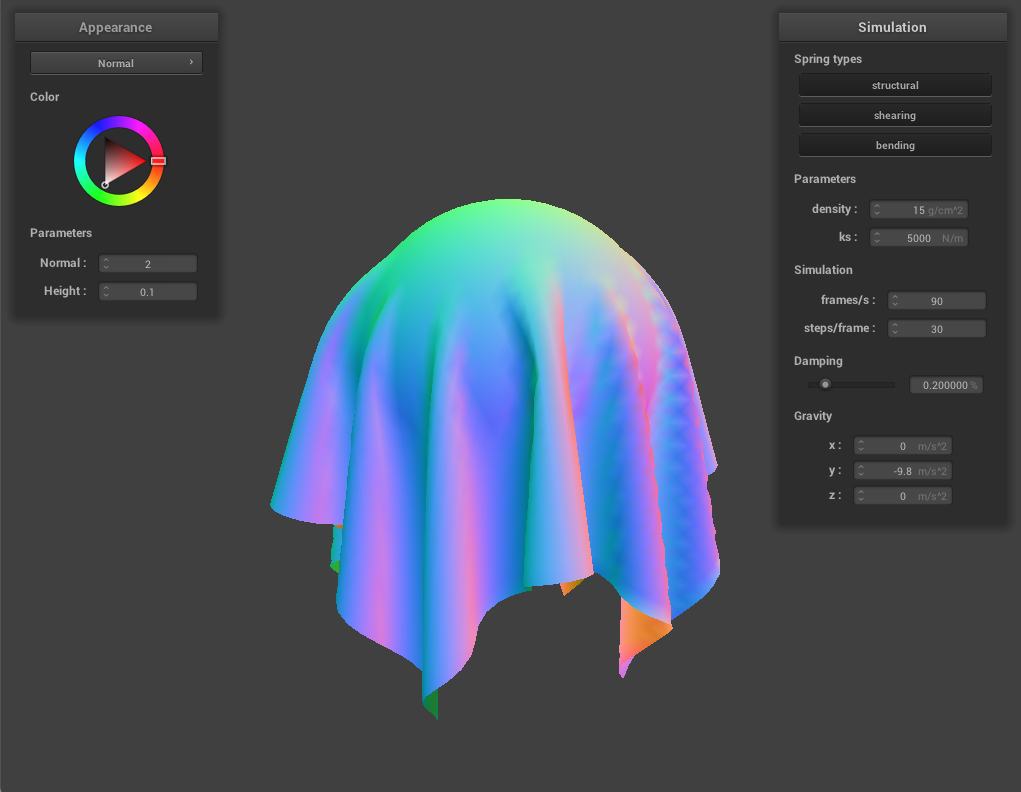 Appearance
Normal
Color
Parameters
Normal : 2
Height : 0.1
Simulation
Spring types
structural
shearing
bending
Parameters
density : 15 g/cm^2
ks : 5000 N/m
Simulation
frames/s : 90
steps/frame : 30
Damping
0.200000 %
Gravity
x : 0 m/s^2
y : -9.8 m/s^2
z : 0 m/s^2